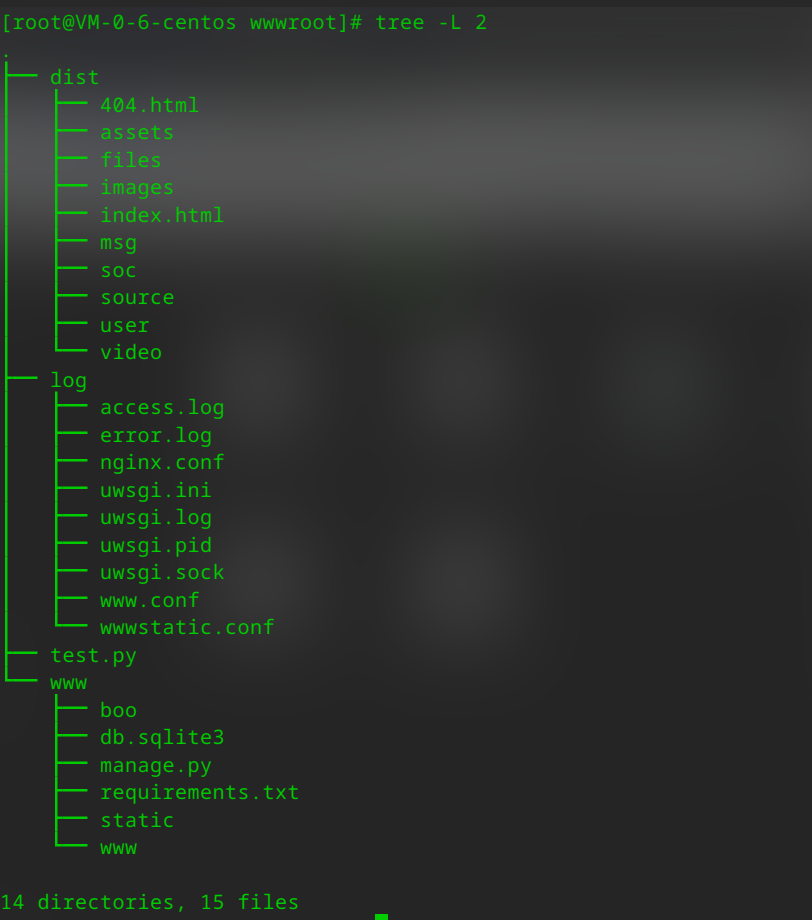 [root@VM-0-6-centos wwwroot]# tree -L 2
.
├── dist
│   ├── 404.html
│   ├── assets
│   ├── files
│   ├── images
│   ├── index.html
│   ├── msg
│   ├── soc
│   ├── source
│   ├── user
│   └── video
├── log
│   ├── access.log
│   ├── error.log
│   ├── nginx.conf
│   ├── uwsgi.ini
│   ├── uwsgi.log
│   ├── uwsgi.pid
│   ├── uwsgi.sock
│   ├── www.conf
│   └── wwwstatic.conf
├── test.py
└── www
    ├── boo
    ├── db.sqlite3
    ├── manage.py
    ├── requirements.txt
    ├── static
    └── www
14 directories, 15 files